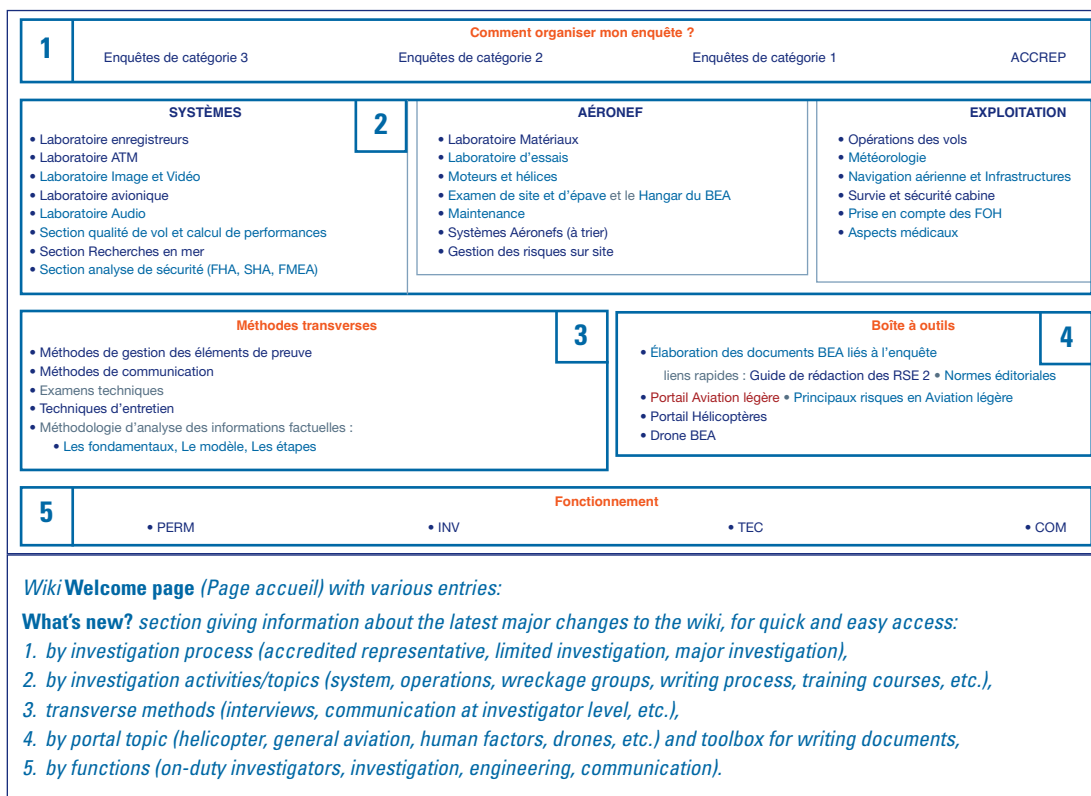 1
Comment organiser mon enquête ?
Enquêtes de catégorie 3 Enquêtes de catégorie 2 Enquêtes de catégorie 1 ACCREP
SYSTÈMES
2
• Laboratoire enregistreurs
• Laboratoire ATM
• Laboratoire Image et Vidéo
• Laboratoire avionique
• Laboratoire Audio
• Section qualité de vol et calcul de performances
• Section Recherches en mer
• Section analyse de sécurité (FHA, SHA, FMEA)
AÉRONEF
• Laboratoire Matériaux
• Laboratoire d'essais
• Moteurs et hélices
• Examen de site et d'épave et le Hangar du BEA
• Maintenance
• Systèmes Aéronefs (à trier)
• Gestion des risques sur site
EXPLOITATION
• Opérations des vols
• Météorologie
• Navigation aérienne et Infrastructures
• Survie et sécurité cabine
• Prise en compte des FOH
• Aspects médicaux
Méthodes transverses
3
• Méthodes de gestion des éléments de preuve
• Méthodes de communication
• Examens techniques
• Techniques d'entretien
• Méthodologie d'analyse des informations factuelles :
• Les fondamentaux, Le modèle, Les étapes
Boîte à outils
4
• Élaboration des documents BEA liés à l'enquête
liens rapides : Guide de rédaction des RSE 2 • Normes éditoriales
• Portail Aviation légère • Principaux risques en Aviation légère
• Portail Hélicoptères
• Drone BEA
5
Fonctionnement
• PERM • INV • TEC • COM
Wiki Welcome page (Page accueil) with various entries:
What's new? section giving information about the latest major changes to the wiki, for quick and easy access:
1. by investigation process (accredited representative, limited investigation, major investigation),
2. by investigation activities/topics (system, operations, wreckage groups, writing process, training courses, etc.),
3. transverse methods (interviews, communication at investigator level, etc.),
4. by portal topic (helicopter, general aviation, human factors, drones, etc.) and toolbox for writing documents,
5. by functions (on-duty investigators, investigation, engineering, communication).